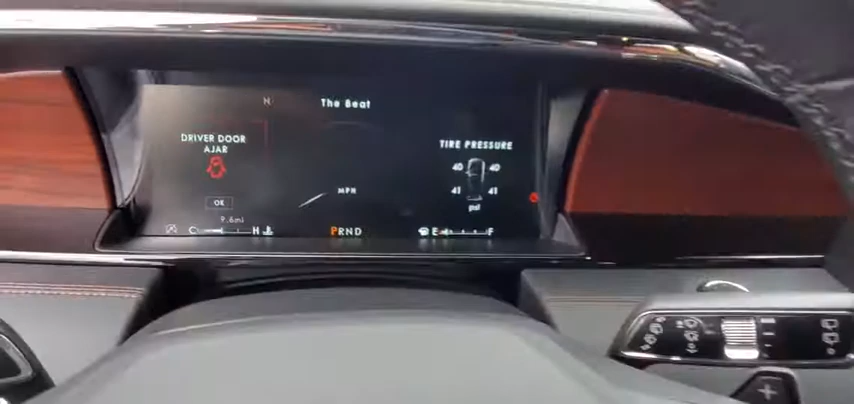 N
The Beat
DRIVER DOOR
AJAR
TIRE PRESSURE
40 40
41 41
psi
MPH
OK
9.6mi
C H
PRND
E F